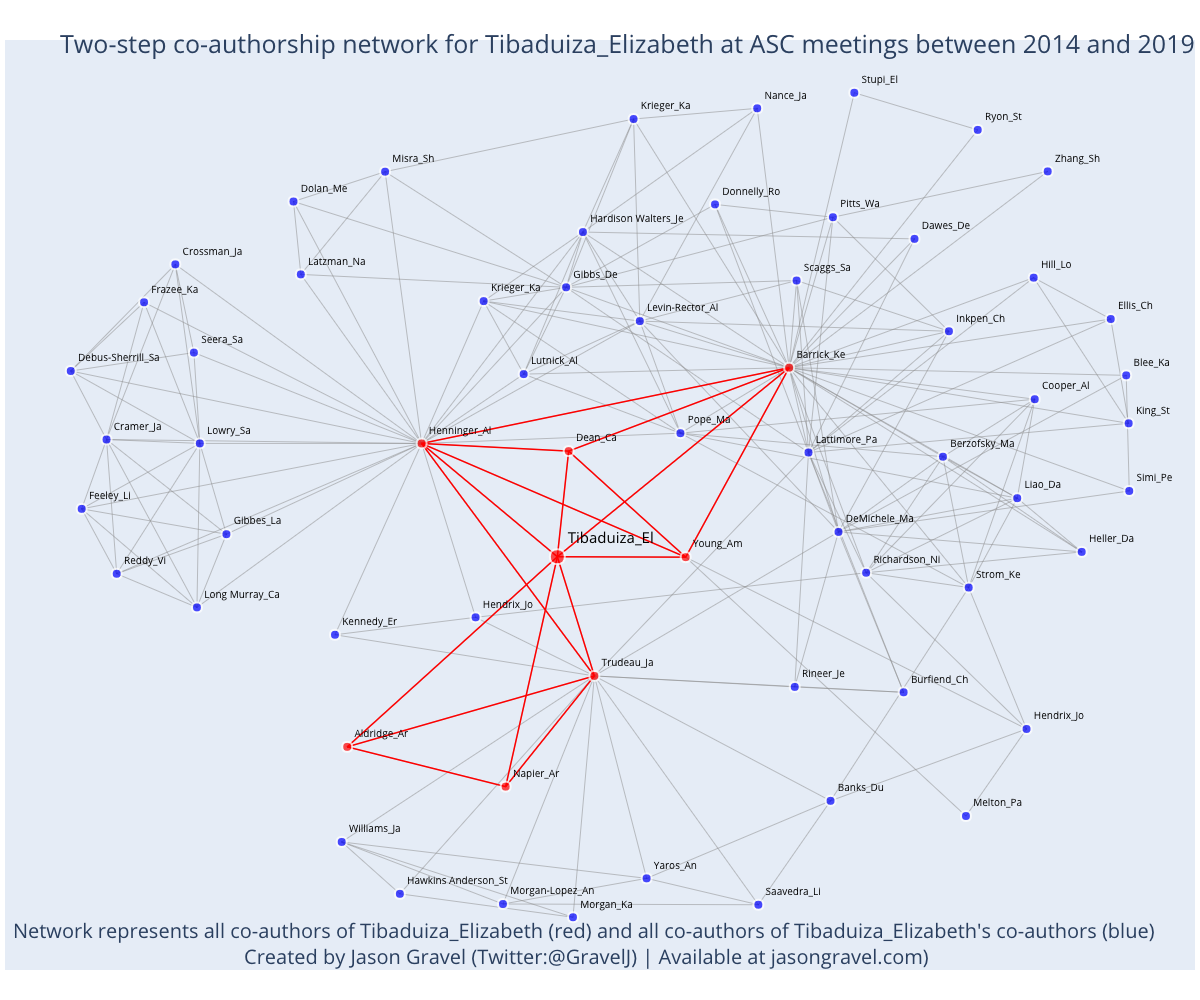 Two-step co-authorship network for Tibaduiza_Elizabeth at ASC meetings between 2014 and 2019
Stupi_El
Krieger_Ka
Nance_Ja
Ryon_St
Misra_Sh
Zhang_Sh
Dolan_Me
Donnelly_Ro
Pitts_Wa
Hardison Walters_Je
Dawes_De
Crossman_Ja
Latzman_Na
Gibbs_De
Scaggs_Sa
Hill_Lo
Frazee_Ka
Krieger_Ka
Levin-Rector_Al
Inkpen_Ch
Ellis_Ch
Seera_Sa
Debus-Sherrill_Sa
Lutnick_Al
Barrick_Ke
Blee_Ka
Cooper_Al
Cramer_Ja
Lowry_Sa
Henninger_Al
Dean_Ca
Pope_Ma
Lattimore_Pa
Berzofsky_Ma
King_St
Feeley_Li
Gibbes_La
Liao_Da
Simi_Pe
DeMichele_Ma
Tibaduiza_El
Young_Am
Heller_Da
Reddy_Vi
Richardson_Ni
Strom_Ke
Long Murray_Ca
Kennedy_Er
Hendrix_Jo
Trudeau_Ja
Rineer_Je
Burfiend_Ch
Aldridge_Ar
Hendrix_Jo
Napier_Ar
Banks_Du
Melton_Pa
Williams_Ja
Yaros_An
Hawkins Anderson_St
Morgan-Lopez_An
Morgan_Ka
Saavedra_Li
Network represents all co-authors of Tibaduiza_Elizabeth (red) and all co-authors of Tibaduiza_Elizabeth's co-authors (blue)
Created by Jason Gravel (Twitter:@GravelJ) | Available at jasongravel.com)